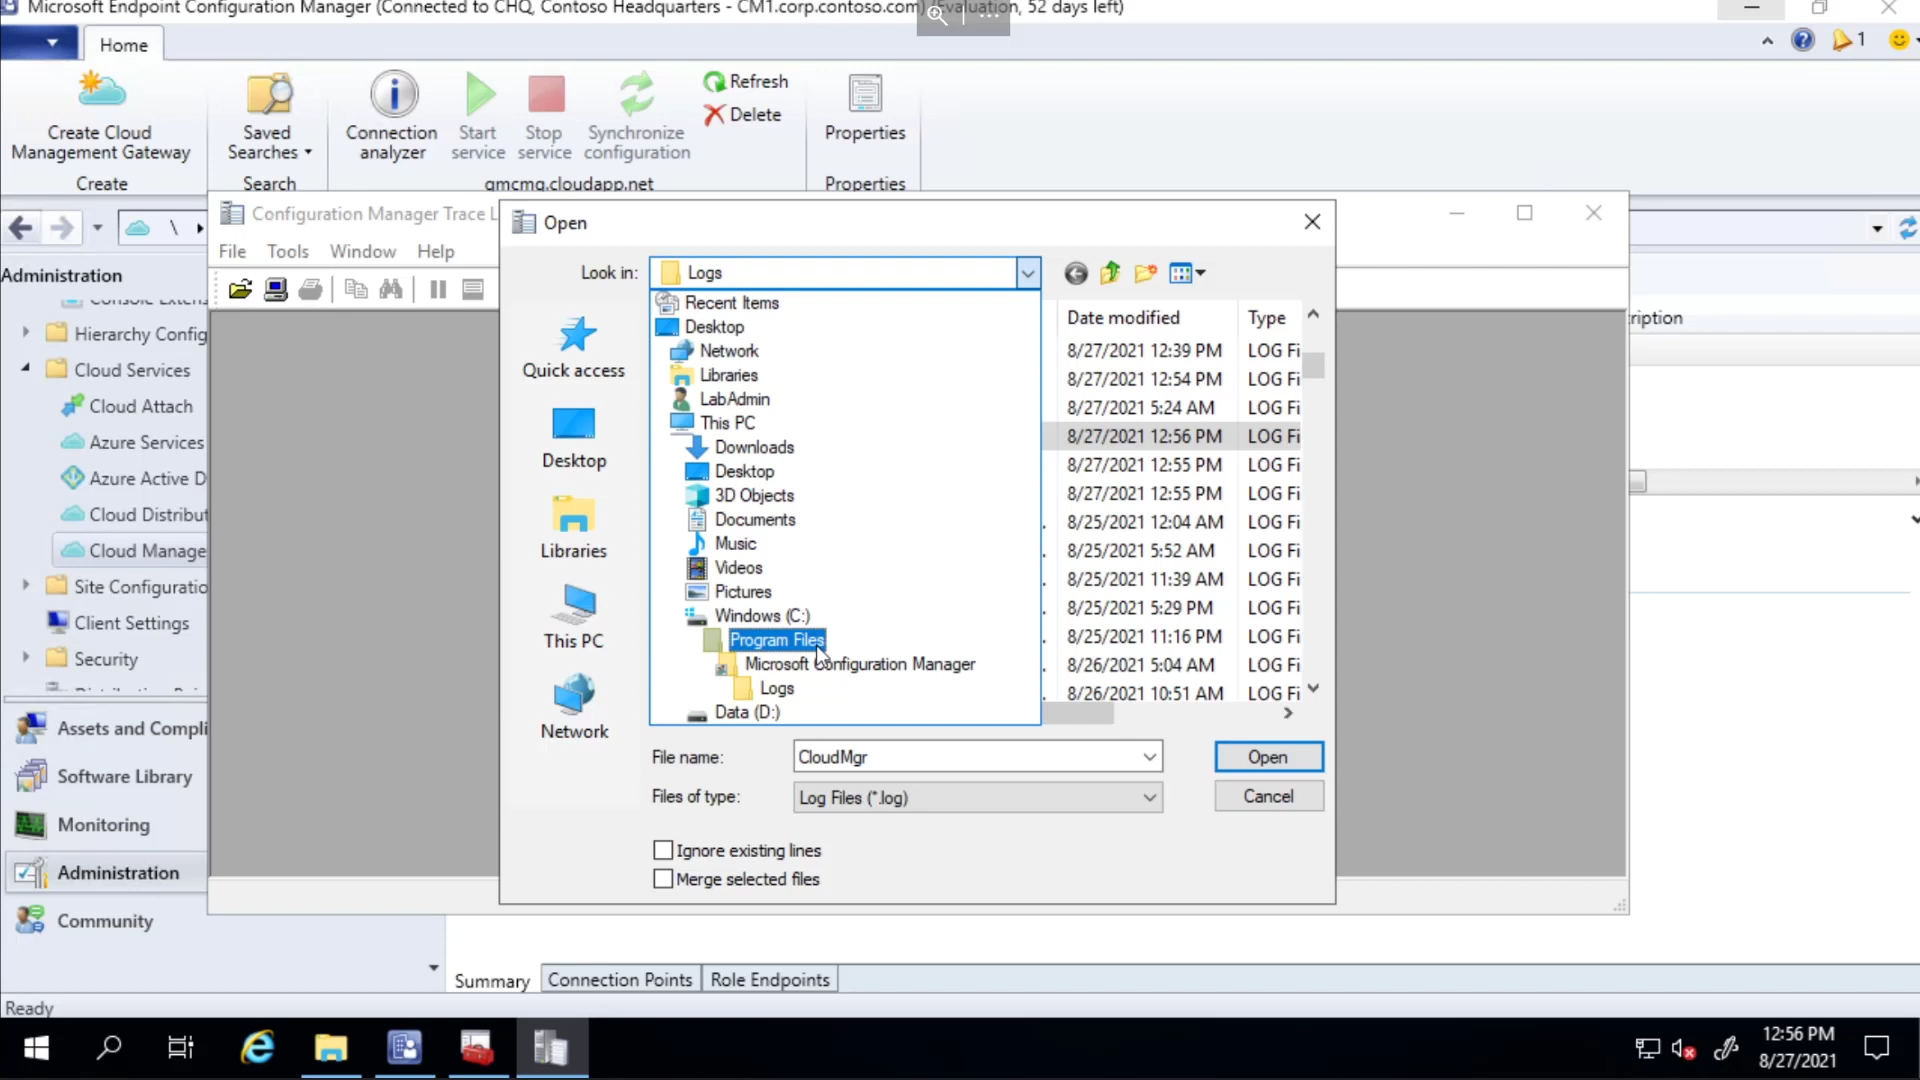 Microsoft Endpoint Configuration Manager (Connected to CHQ, Contoso Headquarters - CM1.corp.contoso.com) (Evaluation, 52 days left)
Home
1
Create Cloud
Management Gateway
Saved
Searches
Connection
analyzer
Start
service
Stop
service
Synchronize
configuration
Refresh
Delete
Properties
Create
Search
Properties
\
Configuration Manager Trace L
File Tools Window Help
Administration
Hierarchy Config
Cloud Services
Cloud Attach
Azure Services
Azure Active D
Cloud Distribut
Cloud Manage
Site Configuratio
Client Settings
Security
Assets and Compli
Software Library
Monitoring
Administration
Community
Ready
Open
Look in: Logs
Quick access
Desktop
Libraries
This PC
Network
Recent Items
Desktop
Network
Libraries
LabAdmin
This PC
Downloads
Desktop
3D Objects
Documents
Music
Videos
Pictures
Windows (C:)
Program Files
Microsoft Configuration Manager
Logs
Data (D:)
Date modified Type
8/27/2021 12:39 PM LOG Fi
8/27/2021 12:54 PM LOG Fi
8/27/2021 5:24 AM LOG Fi
8/27/2021 12:56 PM LOG Fi
8/27/2021 12:55 PM LOG Fi
8/27/2021 12:55 PM LOG Fi
8/25/2021 12:04 AM LOG Fi
8/25/2021 5:52 AM LOG Fi
8/25/2021 11:39 AM LOG Fi
8/25/2021 5:29 PM LOG Fi
8/25/2021 11:16 PM LOG Fi
8/26/2021 5:04 AM LOG Fi
8/26/2021 10:51 AM LOG Fi
File name: CloudMgr Open
Files of type: Log Files (*.log) Cancel
Ignore existing lines
Merge selected files
ription
Summary Connection Points Role Endpoints
12:56 PM
8/27/2021